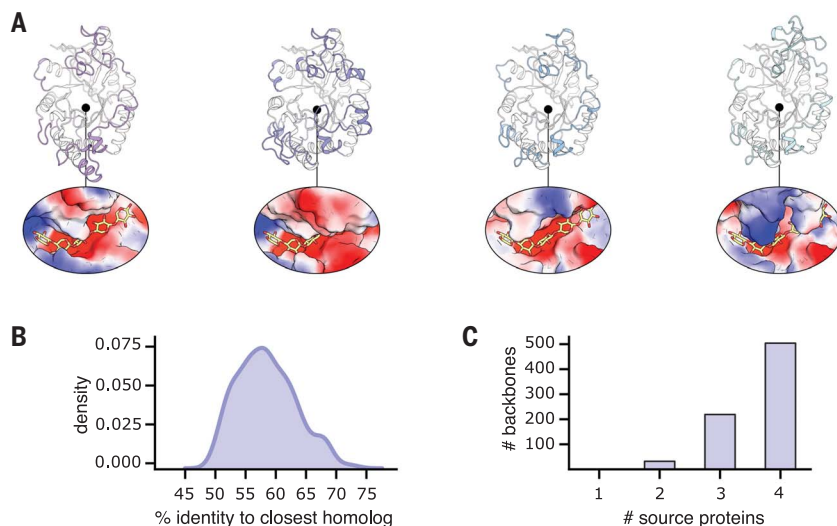 A
B
0.075
0.050
0.025
0.000
density
45 50 55 60 65 70 75
% identity to closest homolog
C
500
400
300
200
100
# backbones
1 2 3 4
# source proteins